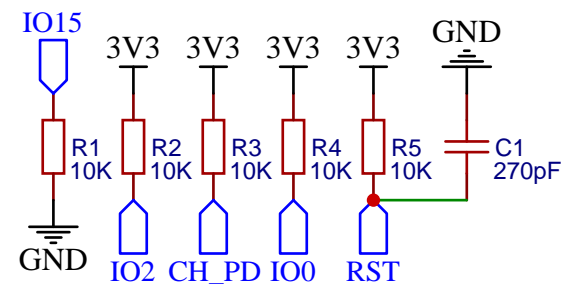 IO15
3V3 3V3 3V3 3V3 GND
R1 R2 R3 R4 R5 C1
10K 10K 10K 10K 10K 270pF
GND IO2 CH_PD IO0 RST